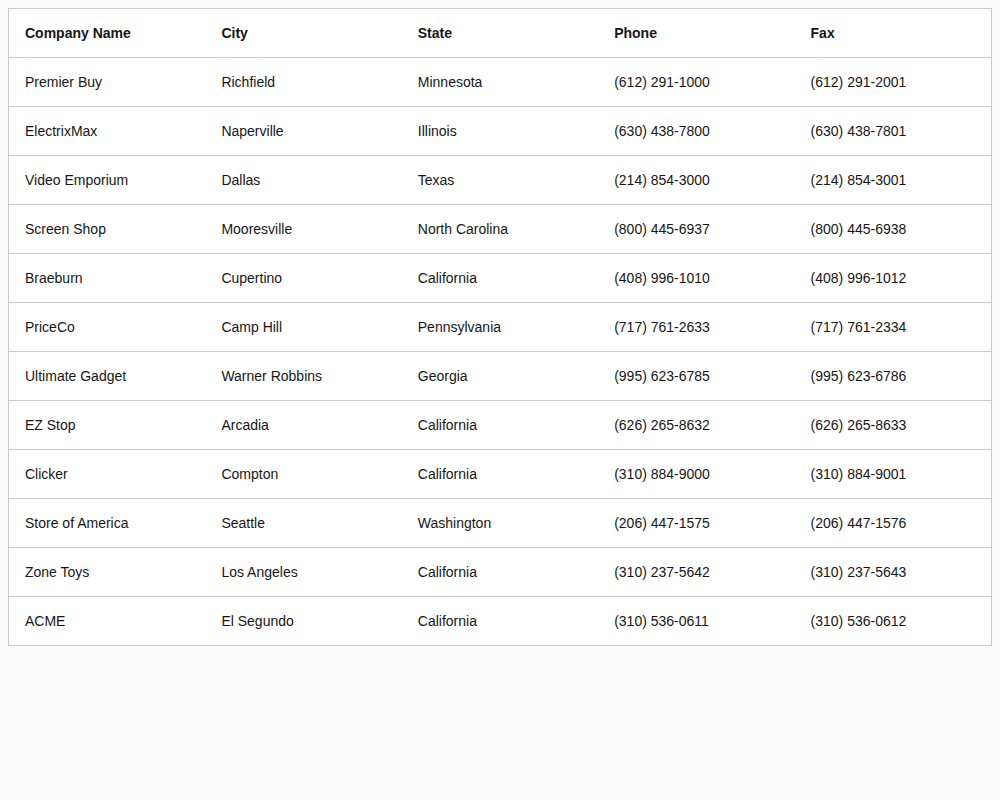 Company Name City State Phone Fax
Premier Buy Richfield Minnesota (612) 291-1000 (612) 291-2001
ElectrixMax Naperville Illinois (630) 438-7800 (630) 438-7801
Video Emporium Dallas Texas (214) 854-3000 (214) 854-3001
Screen Shop Mooresville North Carolina (800) 445-6937 (800) 445-6938
Braeburn Cupertino California (408) 996-1010 (408) 996-1012
PriceCo Camp Hill Pennsylvania (717) 761-2633 (717) 761-2334
Ultimate Gadget Warner Robbins Georgia (995) 623-6785 (995) 623-6786
EZ Stop Arcadia California (626) 265-8632 (626) 265-8633
Clicker Compton California (310) 884-9000 (310) 884-9001
Store of America Seattle Washington (206) 447-1575 (206) 447-1576
Zone Toys Los Angeles California (310) 237-5642 (310) 237-5643
ACME El Segundo California (310) 536-0611 (310) 536-0612